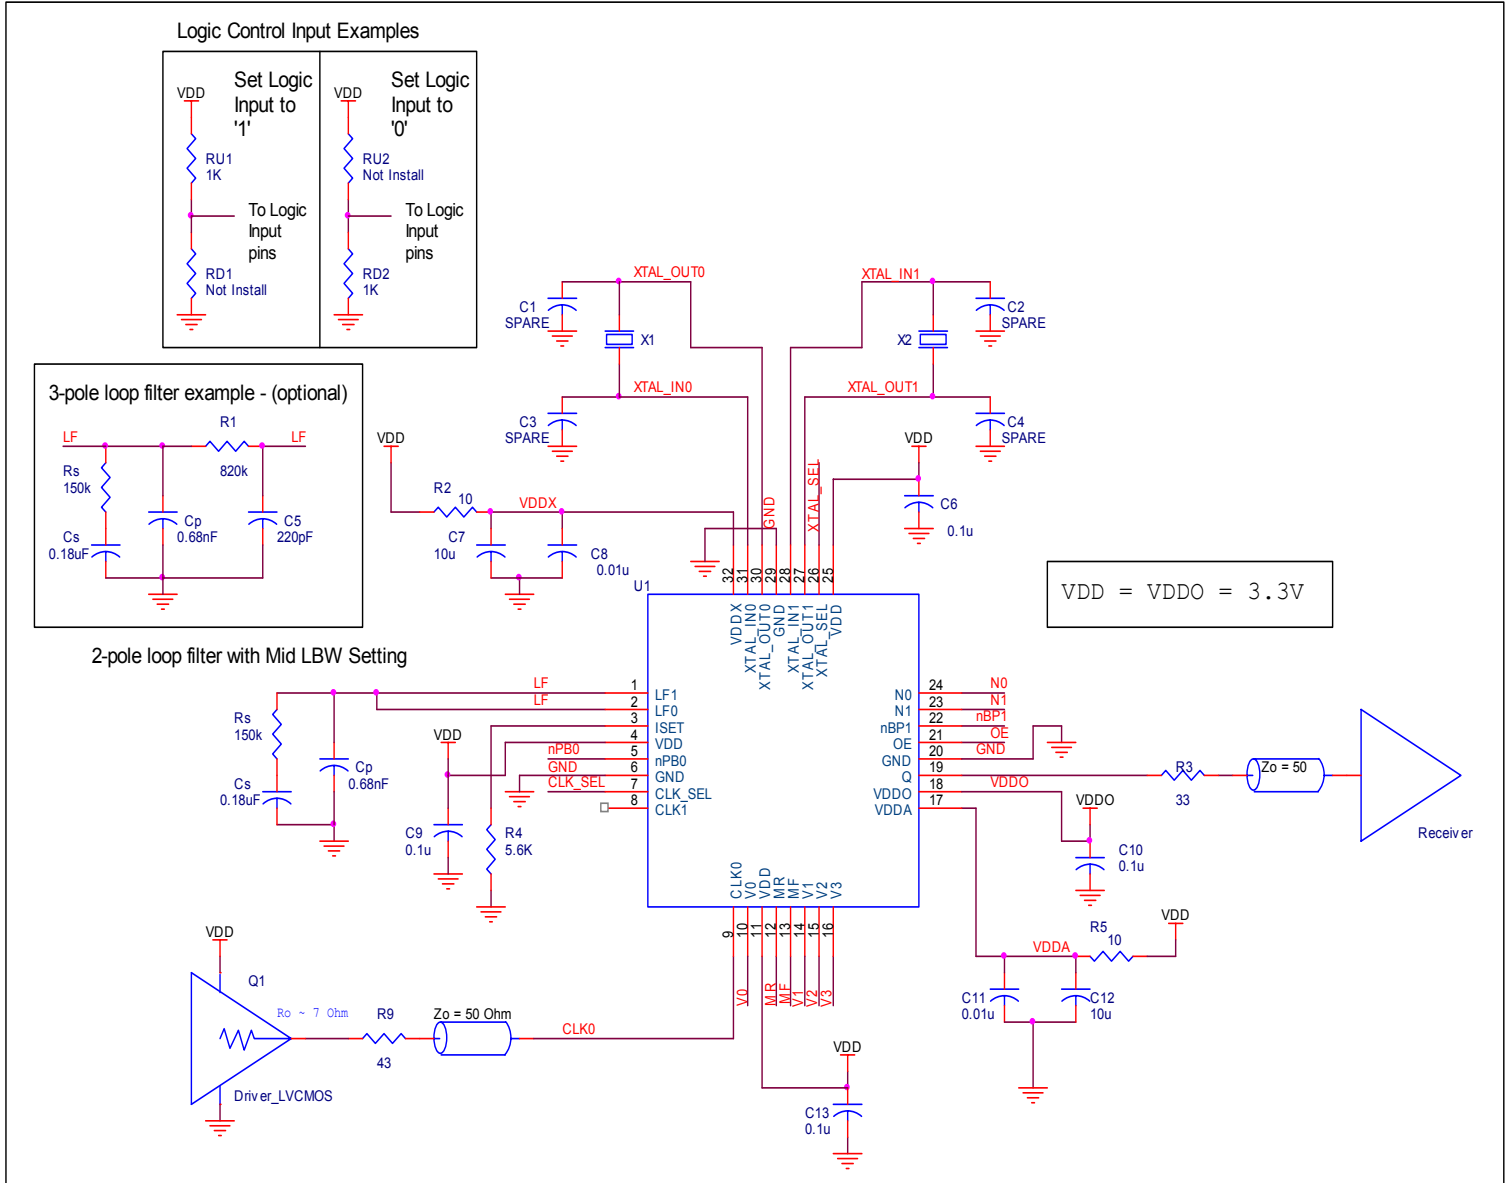 Logic Control Input Examples
Set Logic
Input to
'1'
VDD
RU1
1K
To Logic
Input
pins
RD1
Not Install
Set Logic
Input to
'0'
VDD
RU2
Not Install
To Logic
Input
pins
RD2
1K
3-pole loop filter example - (optional)
LF
R1
LF
820k
Rs
150k
Cs
0.18uF
Cp
0.68nF
C5
220pF
XTAL_OUT0
C1
SPARE
X1
XTAL_IN0
C3
SPARE
XTAL_IN1
C2
SPARE
X2
XTAL_OUT1
C4
SPARE
VDD
R2
10
VDDX
C7
10u
C8
0.01u
GND
XTAL_SEL
VDD
C6
0.1u
VDD = VDDO = 3.3V
U1
32
31
30
29
28
27
26
25
VDDX
XTAL_IN0
XTAL_OUT0
GND
XTAL_IN1
XTAL_OUT1
XTAL_SEL
VDD
2-pole loop filter with Mid LBW Setting
LF
LF
Rs
150k
Cs
0.18uF
Cp
0.68nF
VDD
nPB0
GND
CLK_SEL
C9
0.1u
R4
5.6K
1
2
3
4
5
6
7
8
LF1
LF0
ISET
VDD
nPB0
GND
CLK_SEL
CLK1
N0
N1
nBP1
OE
GND
Q
VDDO
VDDA
24
23
22
21
20
19
18
17
N0
N1
nBP1
OE
GND
VDDO
R3
33
Zo = 50
Receiver
VDDO
C10
0.1u
CLK0
V0
VDD
MR
MF
V1
V2
V3
9
10
11
12
13
14
15
16
V0
MR
MF
V1
V2
V3
VDD
R5
10
VDDA
C11
0.01u
C12
10u
VDD
Q1
Ro ~ 7 Ohm
Driver_LVCMOS
R9
43
Zo = 50 Ohm
CLK0
VDD
C13
0.1u